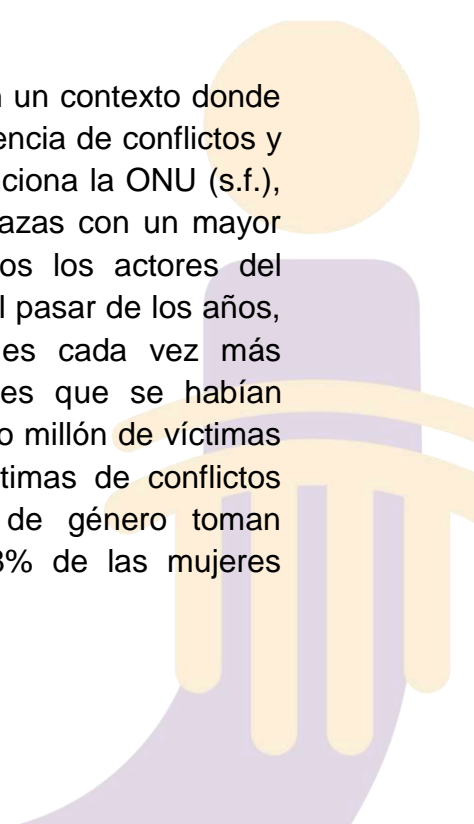 un contexto donde
encia de conflictos y
ciona la ONU (s.f.),
azas con un mayor
os los actores del
l pasar de los años,
es cada vez más
es que se habían
o millón de víctimas
timas de conflictos
de género toman
3% de las mujeres